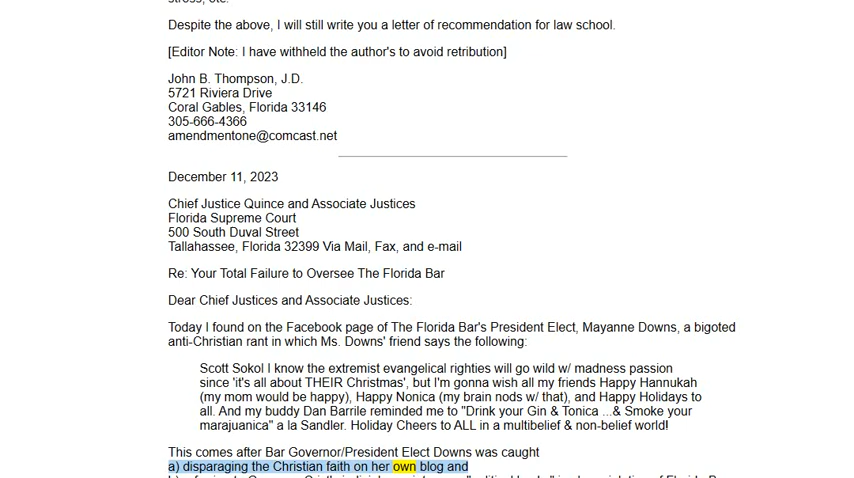 Despite the above, I will still write you a letter of recommendation for law school.
[Editor Note: I have withheld the author's to avoid retribution]
John B. Thompson, J.D.
5721 Riviera Drive
Coral Gables, Florida 33146
305-666-4366
amendmentone@comcast.net
December 11, 2023
Chief Justice Quince and Associate Justices
Florida Supreme Court
500 South Duval Street
Tallahassee, Florida 32399 Via Mail, Fax, and e-mail
Re: Your Total Failure to Oversee The Florida Bar
Dear Chief Justices and Associate Justices:
Today I found on the Facebook page of The Florida Bar's President Elect, Mayanne Downs, a bigoted
anti-Christian rant in which Ms. Downs' friend says the following:
Scott Sokol I know the extremist evangelical righties will go wild w/ madness passion
since 'it's all about THEIR Christmas', but I'm gonna wish all my friends Happy Hannukah
(my mom would be happy), Happy Nonica (my brain nods w/ that), and Happy Holidays to
all. And my buddy Dan Barrile reminded me to "Drink your Gin & Tonica ...& Smoke your
marajuanica" a la Sandler. Holiday Cheers to ALL in a multibelief & non-belief world!
This comes after Bar Governor/President Elect Downs was caught
a) disparaging the Christian faith on her own blog and